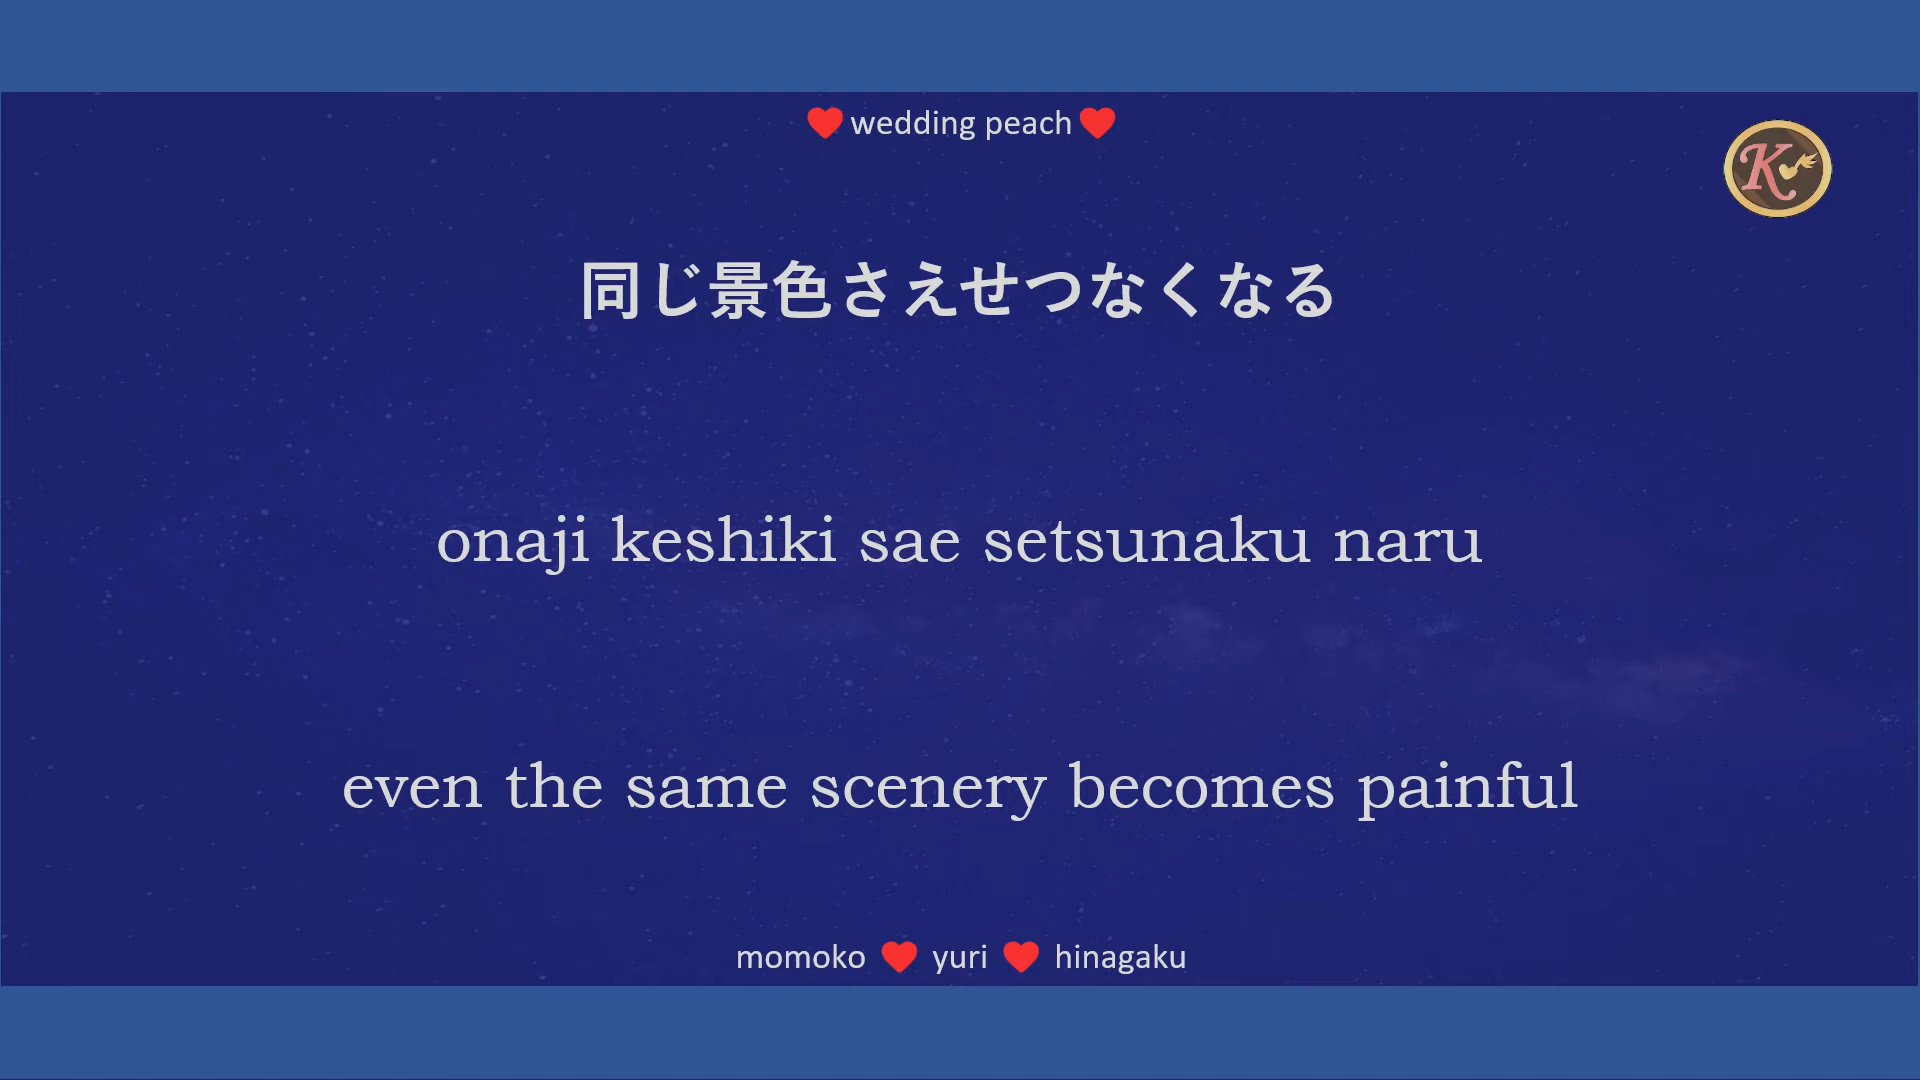 ❤ wedding peach ❤
K
同じ景色さえせつなくなる
onaji keshiki sae setsunaku naru
even the same scenery becomes painful
momoko ❤ yuri ❤ hinagaku